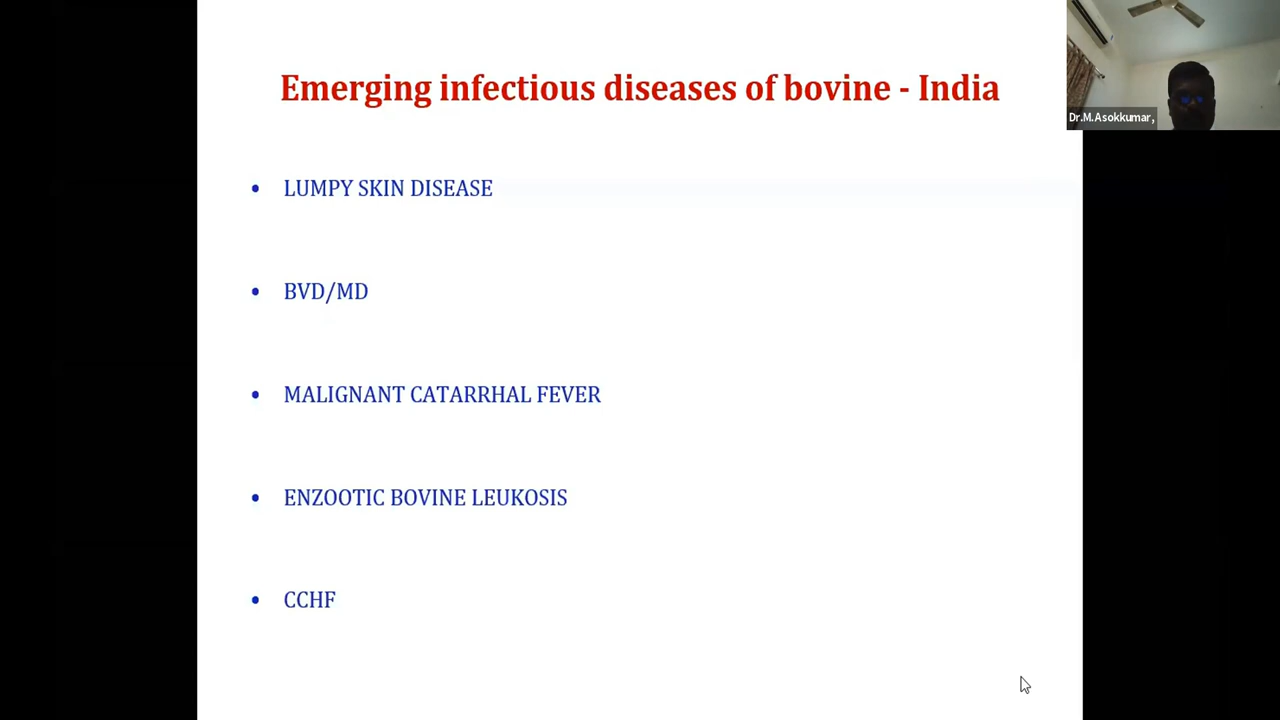 Emerging infectious diseases of bovine - India
Dr.M.Asokkumar,
• LUMPY SKIN DISEASE
• BVD/MD
• MALIGNANT CATARRHAL FEVER
• ENZOOTIC BOVINE LEUKOSIS
• CCHF